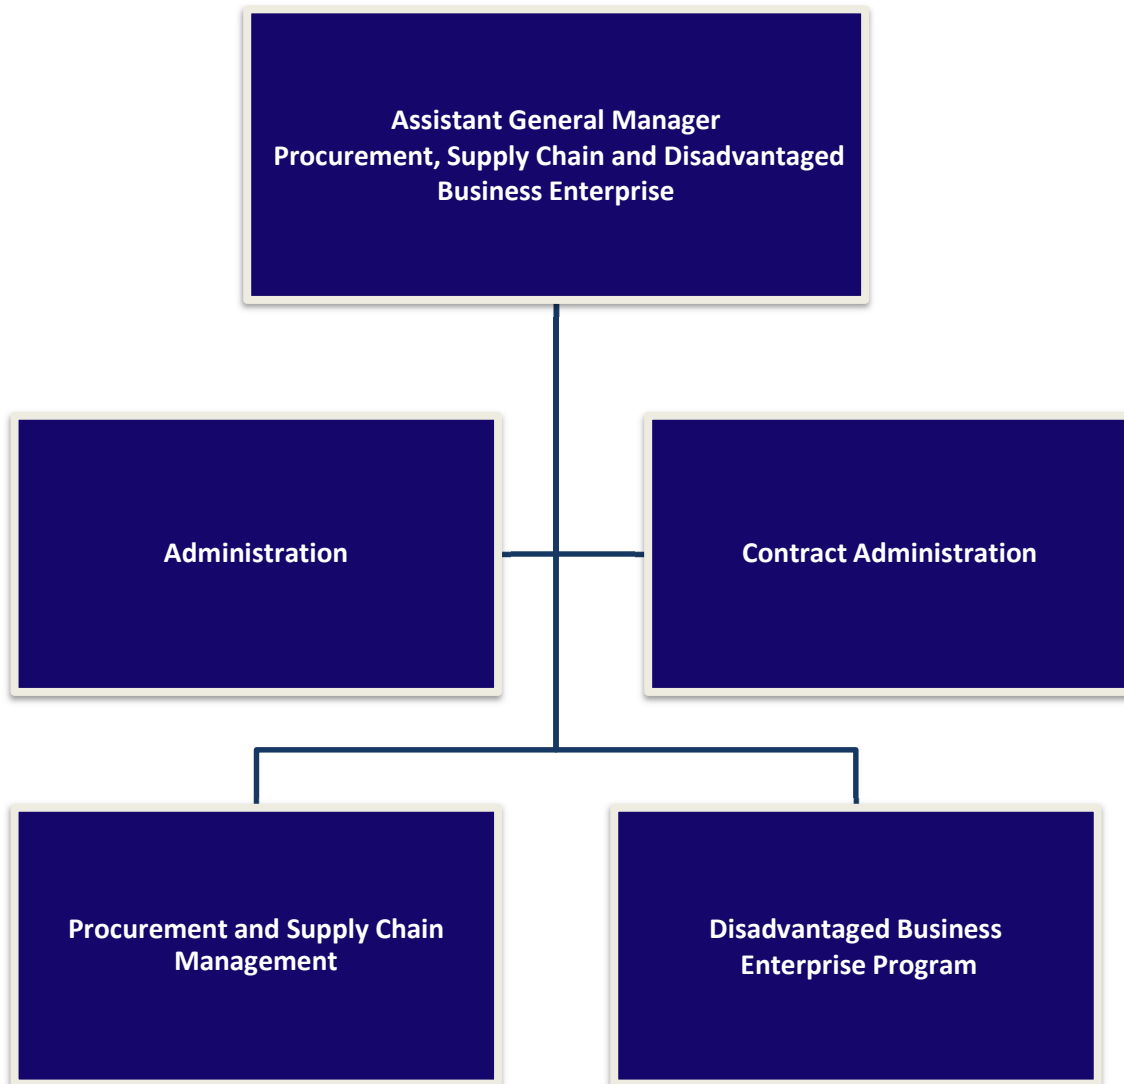 Assistant General Manager
Procurement, Supply Chain and Disadvantaged
Business Enterprise
Administration
Contract Administration
Procurement and Supply Chain
Management
Disadvantaged Business
Enterprise Program